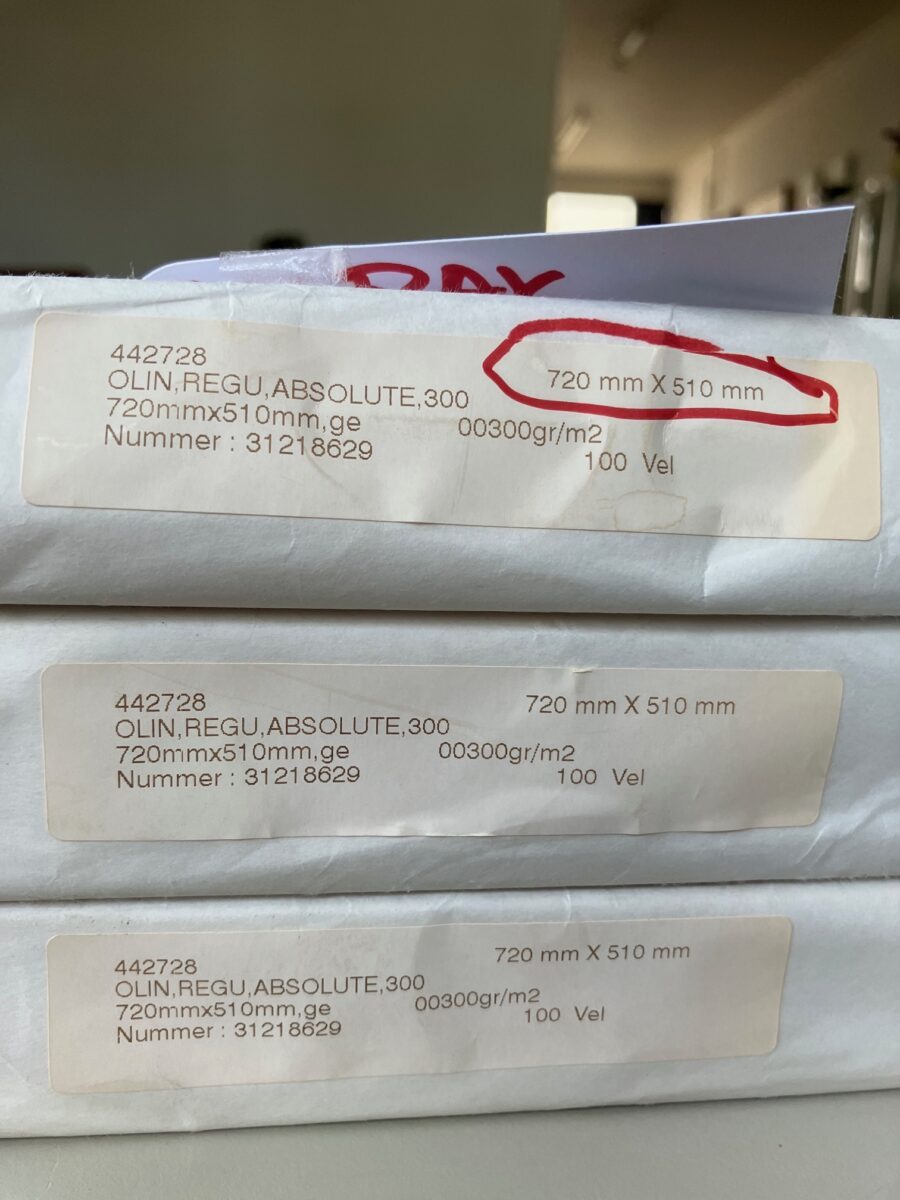 442728
OLIN,REGU,ABSOLUTE,300 720 mm X 510 mm
720mmx510mm,ge 00300gr/m2
Nummer : 31218629 100 Vel
442728 720 mm X 510 mm
OLIN,REGU,ABSOLUTE,300
720mmx510mm,ge 00300gr/m2
Nummer : 31218629 100 Vel
442728 720 mm X 510 mm
OLIN,REGU,ABSOLUTE,300
720mmx510mm,ge 00300gr/m2
Nummer : 31218629 100 Vel